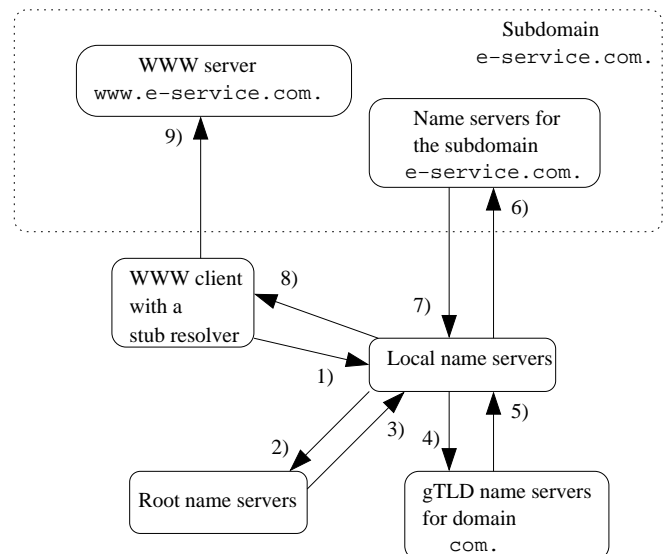 Subdomain
e-service.com.
WWW server
www.e-service.com.
9)
Name servers for
the subdomain
e-service.com.
6)
WWW client
with a
stub resolver
8)
7)
1)
Local name servers
2)
3)
4)
5)
Root name servers
gTLD name servers
for domain
com.